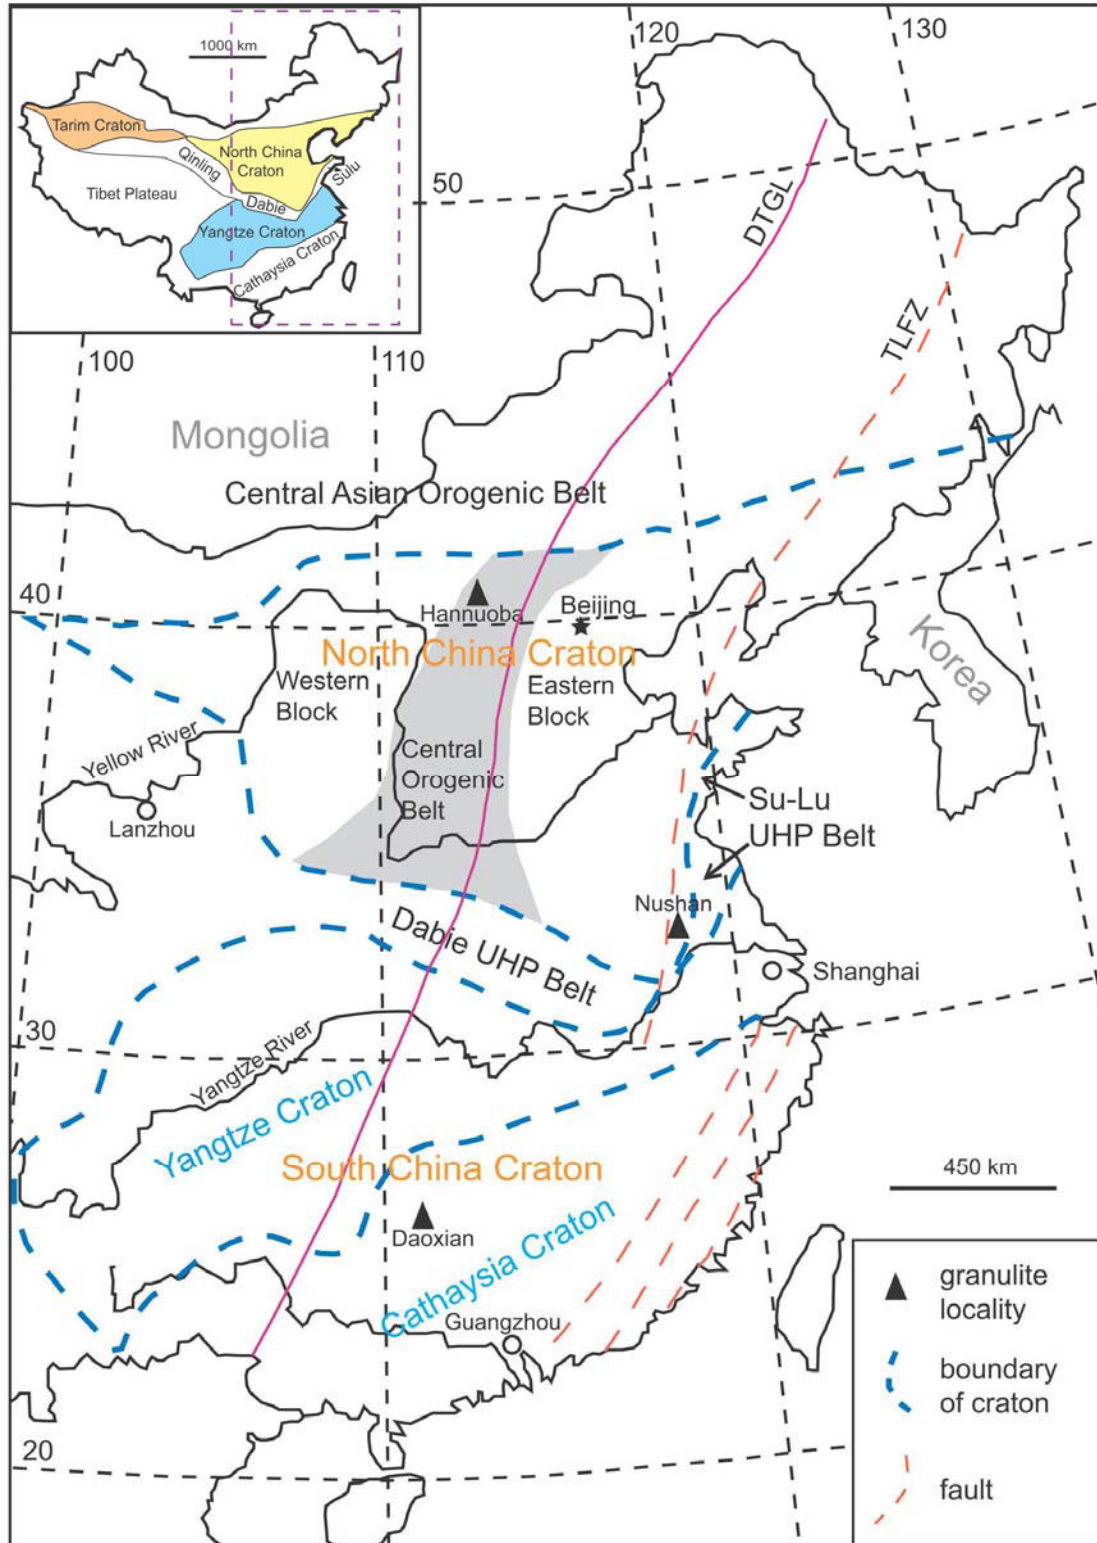 1000 km
Tarim Craton
North China
Craton
Qinling
Sulu
Tibet Plateau
Dabie
Yangtze Craton
Cathaysia Craton
120
130
50
DTGL
TLFZ
100
110
Mongolia
Central Asian Orogenic Belt
40
Hannuoba
Beijing
North China Craton
Korea
Western
Block
Eastern
Block
Yellow River
Central
Orogenic
Belt
Lanzhou
Su-Lu
UHP Belt
Nushan
Dabie UHP Belt
Shanghai
30
Yangtze River
Yangtze Craton
South China Craton
450 km
Daoxian
Cathaysia Craton
Guangzhou
granulite
locality
boundary
of craton
20
fault